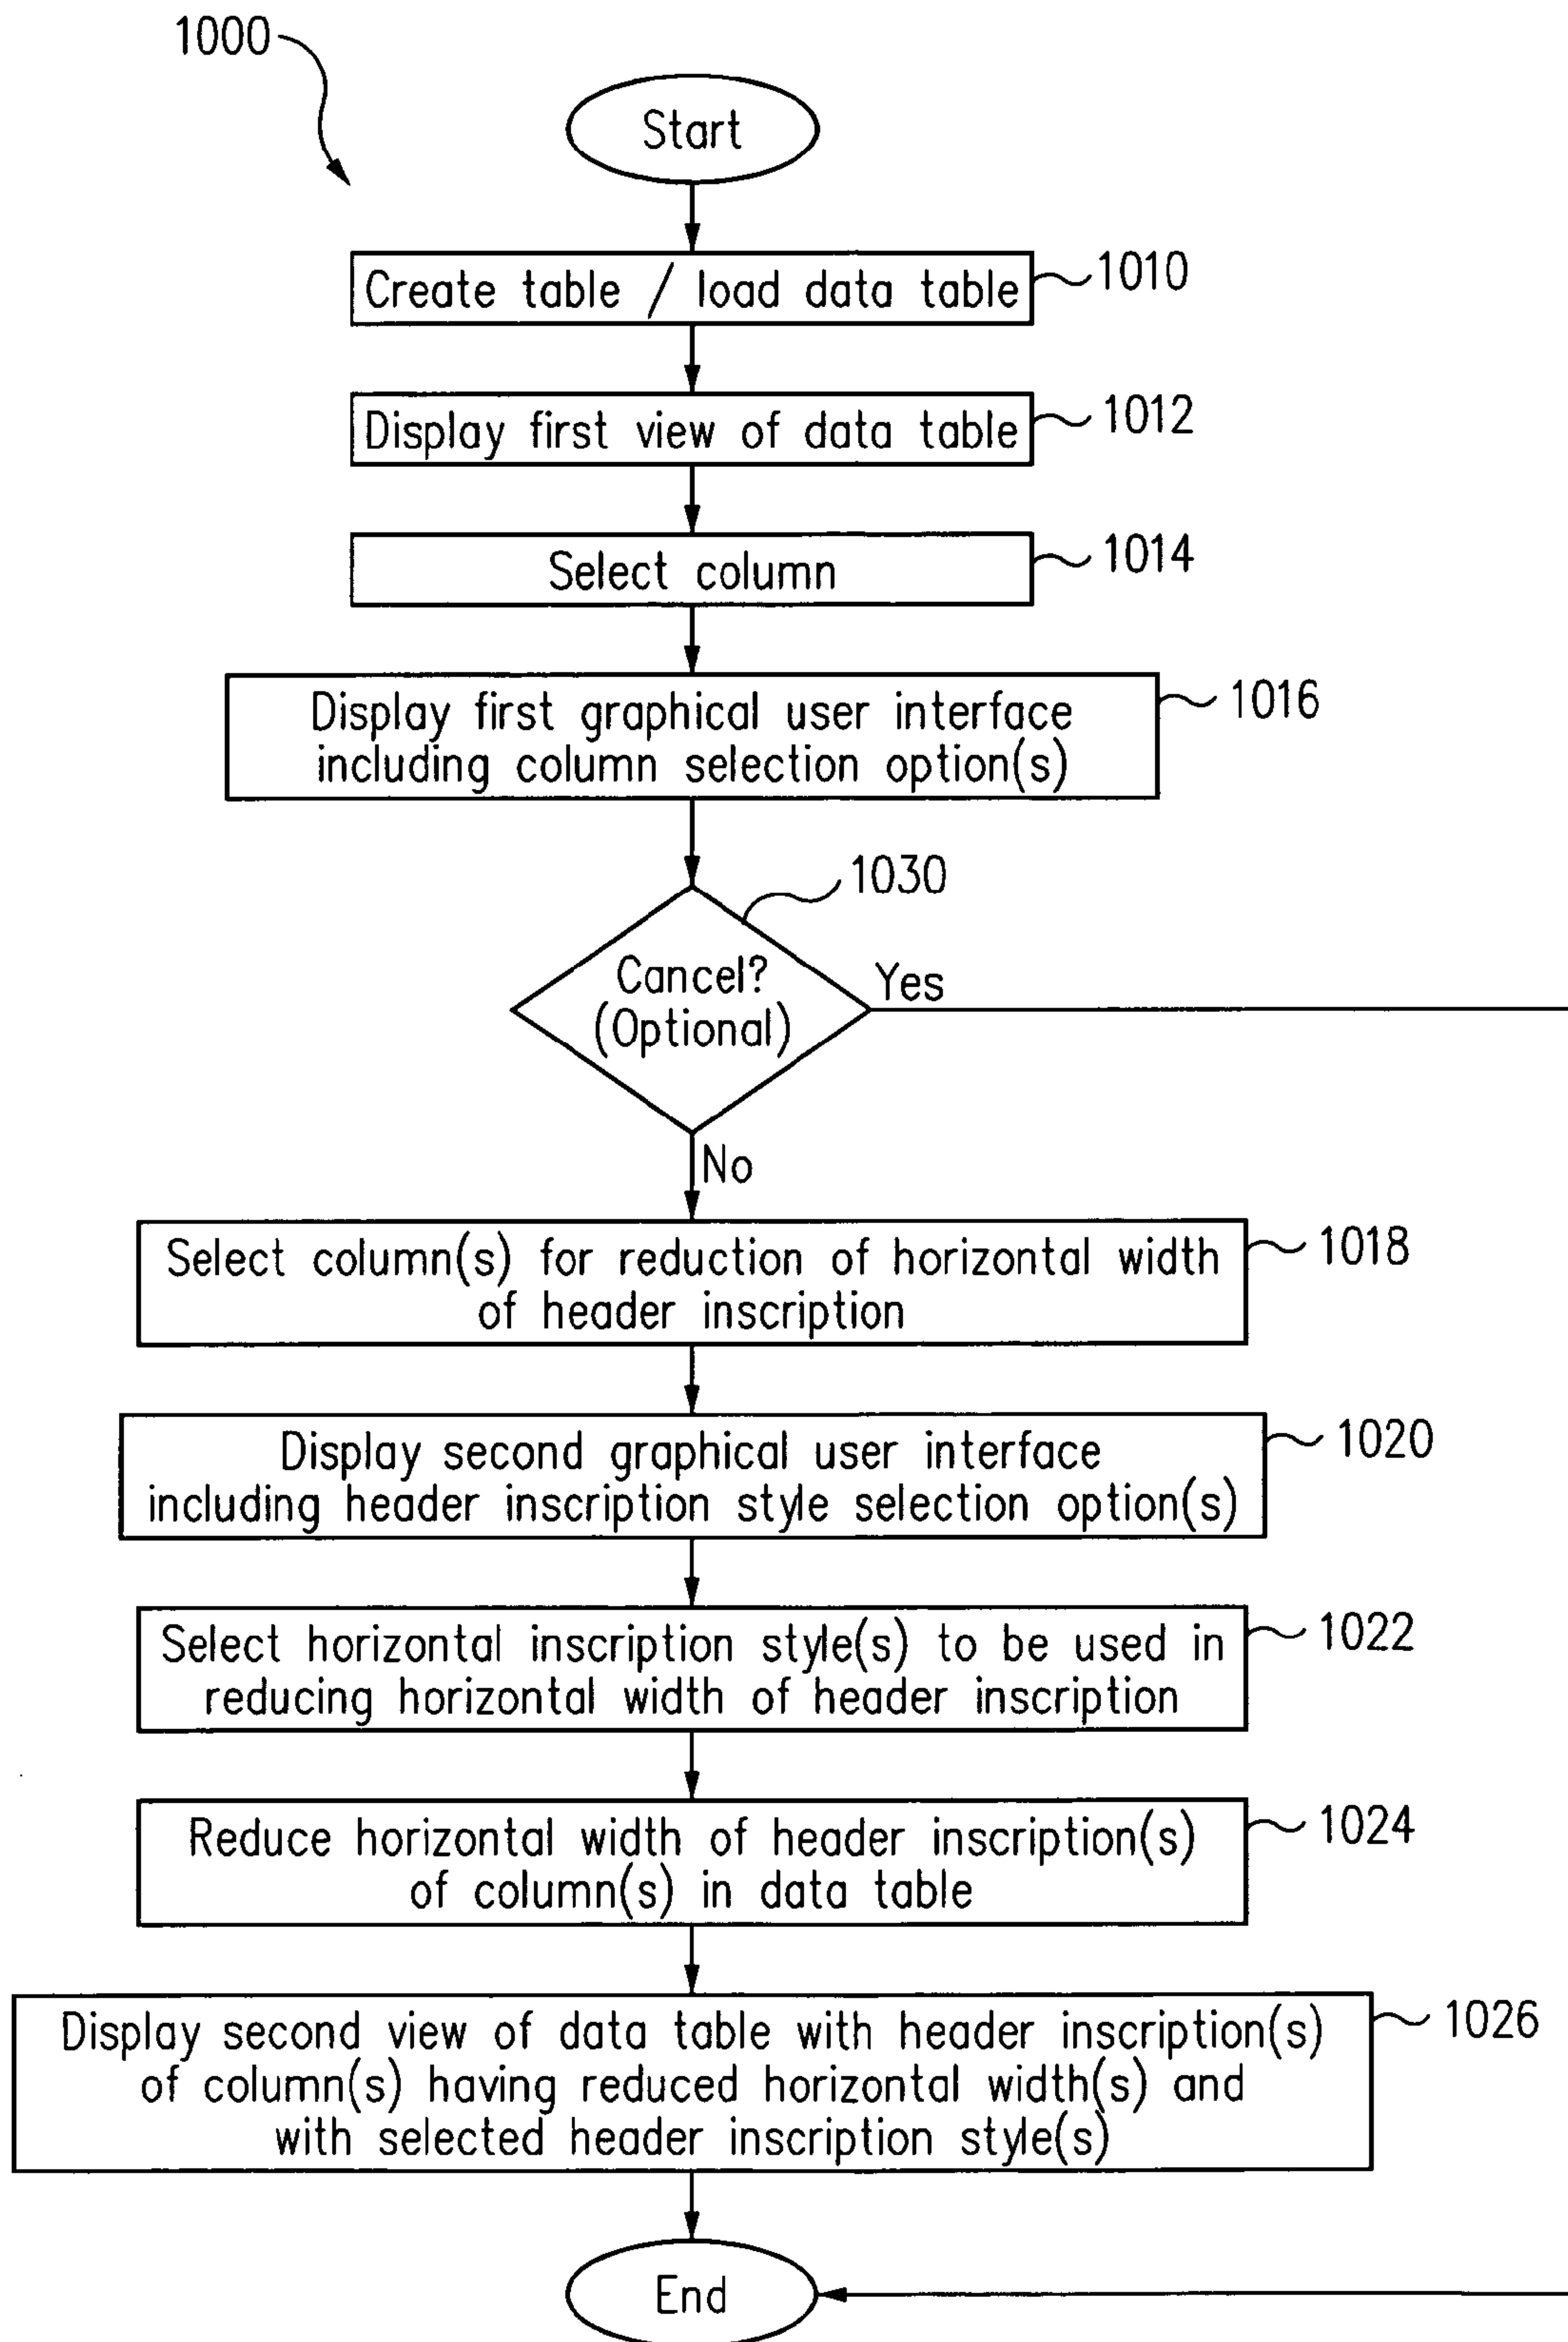 1000
Start
Create table / load data table
1010
Display first view of data table
1012
Select column
1014
Display first graphical user interface
including column selection option(s)
1016
1030
Cancel?
(Optional)
Yes
No
Select column(s) for reduction of horizontal width
of header inscription
1018
Display second graphical user interface
including header inscription style selection option(s)
1020
Select horizontal inscription style(s) to be used in
reducing horizontal width of header inscription
1022
Reduce horizontal width of header inscription(s)
of column(s) in data table
1024
Display second view of data table with header inscription(s)
of column(s) having reduced horizontal width(s) and
with selected header inscription style(s)
1026
End